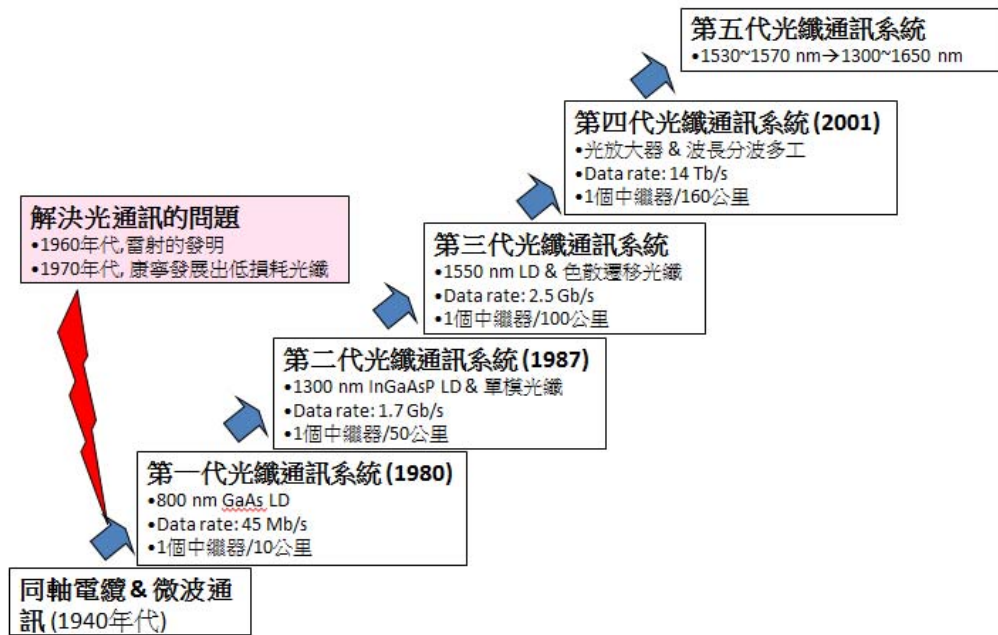 第五代光纖通訊系統
•1530~1570 nm→1300~1650 nm
第四代光纖通訊系統 (2001)
•光放大器 & 波長分波多工
•Data rate: 14 Tb/s
•1個中繼器/160公里
解決光通訊的問題
•1960年代,雷射的發明
•1970年代, 康寧發展出低損耗光纖
第三代光纖通訊系統
•1550 nm LD & 色散遷移光纖
•Data rate: 2.5 Gb/s
•1個中繼器/100公里
第二代光纖通訊系統 (1987)
•1300 nm InGaAsP LD & 單模光纖
•Data rate: 1.7 Gb/s
•1個中繼器/50公里
第一代光纖通訊系統 (1980)
•800 nm GaAs LD
•Data rate: 45 Mb/s
•1個中繼器/10公里
同軸電纜 & 微波通
訊 (1940年代)